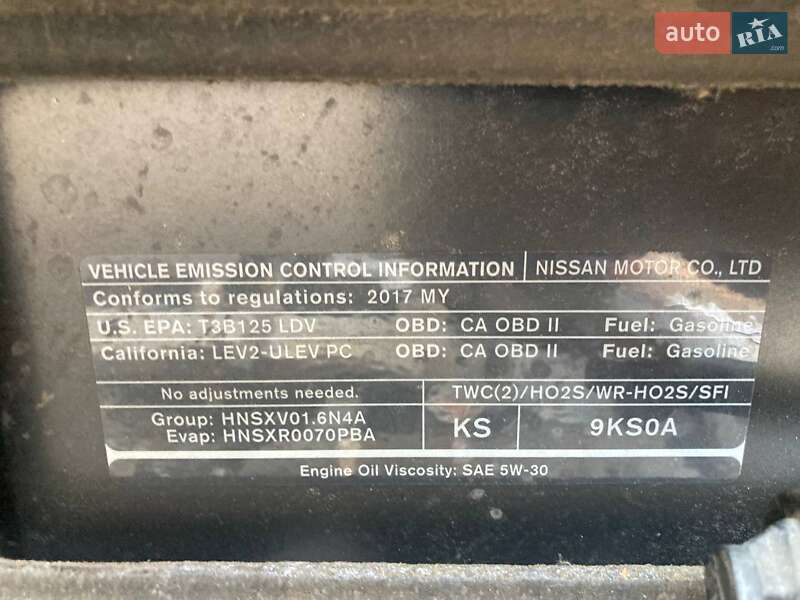 auto RIA .com
VEHICLE EMISSION CONTROL INFORMATION NISSAN MOTOR CO., LTD
Conforms to regulations: 2017 MY
U.S. EPA: T3B125 LDV OBD: CA OBD II Fuel: Gasoline
California: LEV2-ULEV PC OBD: CA OBD II Fuel: Gasoline
No adjustments needed. TWC(2)/HO2S/WR-HO2S/SFI
Group: HNSXV01.6N4A
Evap: HNSXR0070PBA
KS 9KS0A
Engine Oil Viscosity: SAE 5W-30